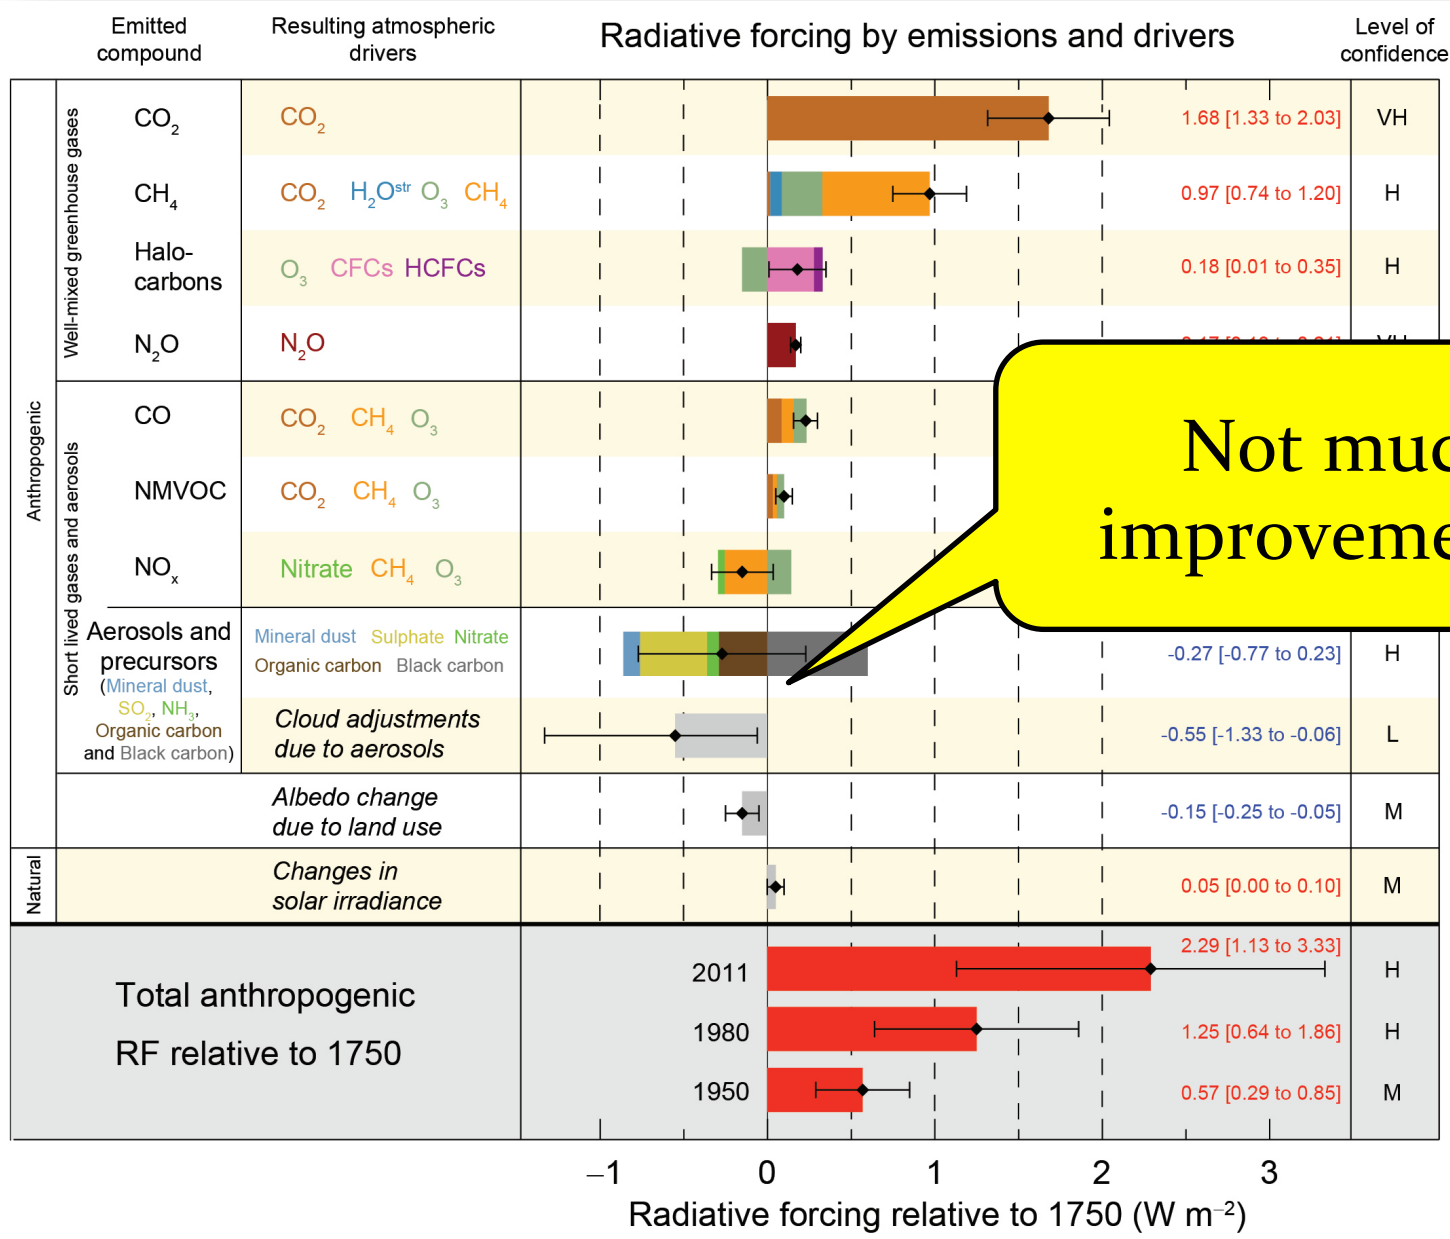 Emitted
compound
Resulting atmospheric
drivers
Radiative forcing by emissions and drivers
Level of
confidence
Anthropogenic
Natural
Well-mixed greenhouse gases
Short lived gases and aerosols
CO₂
CO₂
1.68 [1.33 to 2.03]
VH
CH₄
CO₂ H₂Oˢᵗʳ O₃ CH₄
0.97 [0.74 to 1.20]
H
Halo-
carbons
O₃ CFCs HCFCs
0.18 [0.01 to 0.35]
H
N₂O
N₂O
CO
CO₂ CH₄ O₃
NMVOC
CO₂ CH₄ O₃
NOₓ
Nitrate CH₄ O₃
Not muc
improveme
Aerosols and
precursors
(Mineral dust,
SO₂, NH₃,
Organic carbon
and Black carbon)
Mineral dust Sulphate Nitrate
Organic carbon Black carbon
-0.27 [-0.77 to 0.23]
H
Cloud adjustments
due to aerosols
-0.55 [-1.33 to -0.06]
L
Albedo change
due to land use
-0.15 [-0.25 to -0.05]
M
Changes in
solar irradiance
0.05 [0.00 to 0.10]
M
Total anthropogenic
RF relative to 1750
2011
2.29 [1.13 to 3.33]
H
1980
1.25 [0.64 to 1.86]
H
1950
0.57 [0.29 to 0.85]
M
−1 0 1 2 3
Radiative forcing relative to 1750 (W m⁻²)